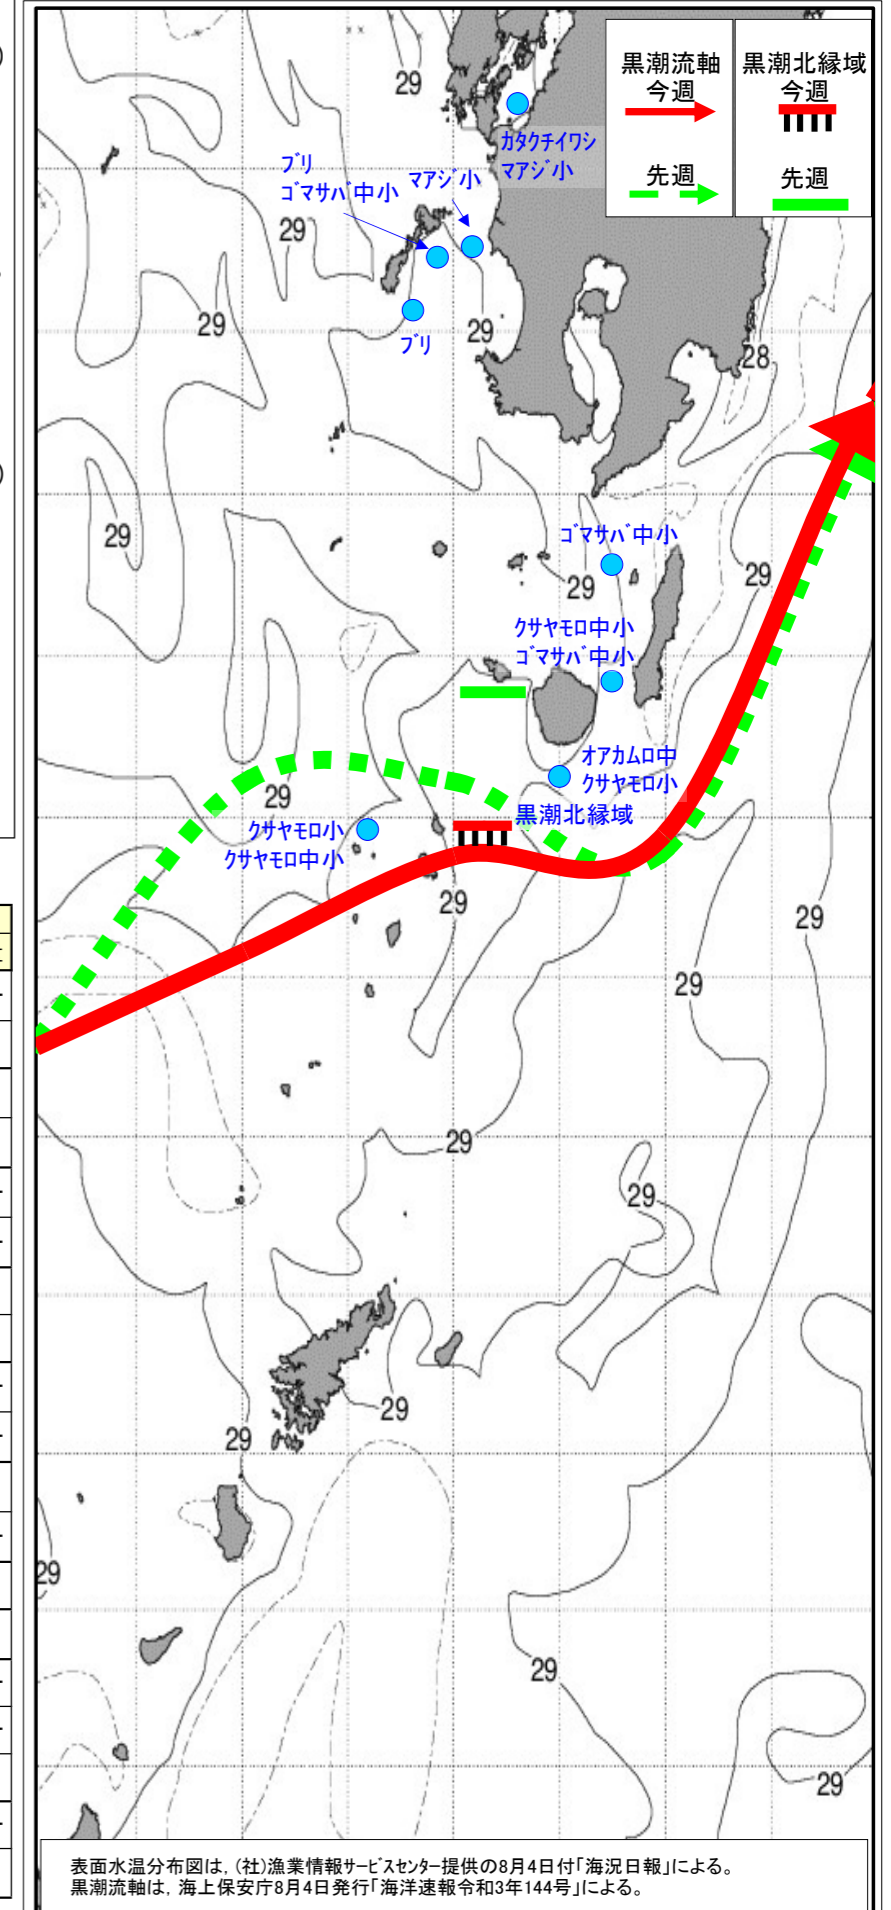 黒潮流軸
今週
先週
黒潮北縁域
今週
先週
29
カタクチイワシ
マアジ小
ブリ
ゴマサバ中小
マアジ小
29
29
29
ブリ
28
29
ゴマサバ中小
29
29
クサヤモロ中小
ゴマサバ中小
オアカムロ中
クサヤモロ小
29
黒潮北縁域
クサヤモロ小
クサヤモロ中小
29
29
29
29
29
29
29
29
29
29
表面水温分布図は，(社)漁業情報サービスセンター提供の8月4日付「海況日報」による。
黒潮流軸は，海上保安庁8月4日発行「海洋速報令和3年144号」による。